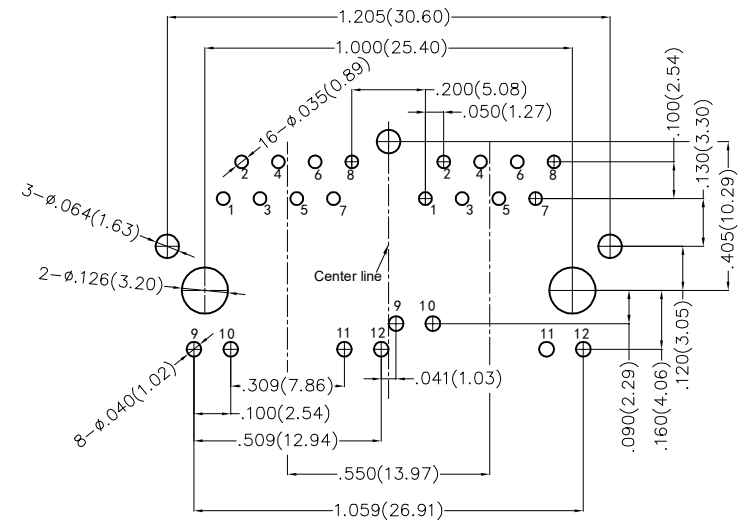 1.205(30.60)
1.000(25.40)
16-ø.035(0.89)
.200(5.08)
.050(1.27)
.100(2.54)
.130(3.30)
.405(10.29)
2 4 6 8 2 4 6 8
1 3 5 7 1 3 5 7
3-ø.064(1.63)
Center line
2-ø.126(3.20)
.120(3.05)
9 10
9 10 11 12 11 12
.309(7.86)
.041(1.03)
8-ø.040(1.02)
.100(2.54)
.090(2.29)
.160(4.06)
.509(12.94)
.550(13.97)
1.059(26.91)